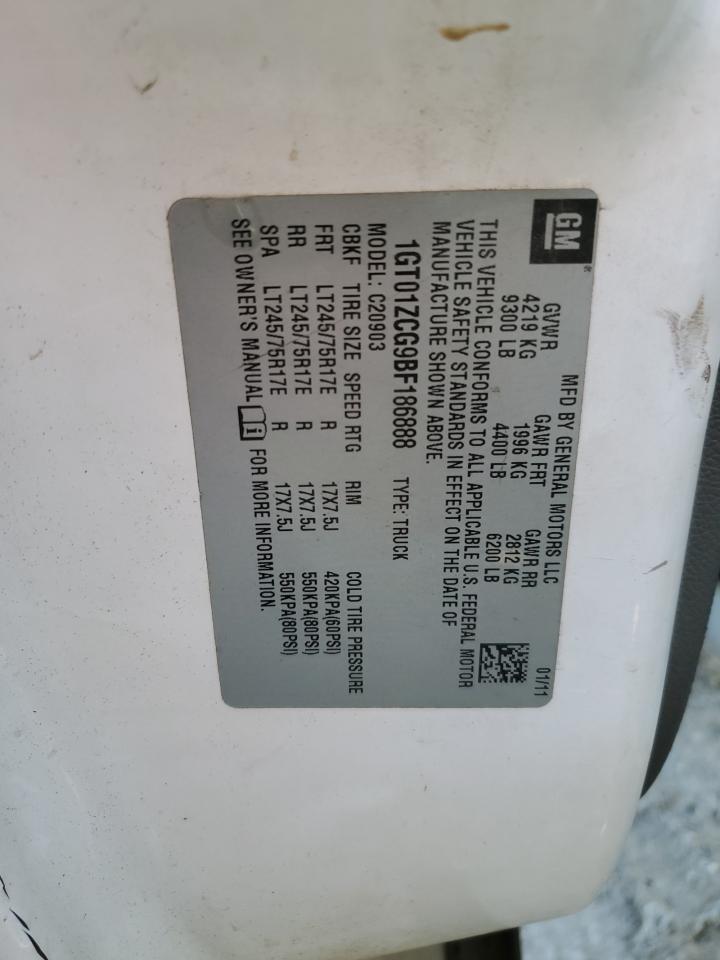 GM
MFD BY GENERAL MOTORS LLC 01/11
GVWR GAWR FRT GAWR RR
4219 KG 1996 KG 2812 KG
9300 LB 4400 LB 6200 LB
THIS VEHICLE CONFORMS TO ALL APPLICABLE U.S. FEDERAL MOTOR
VEHICLE SAFETY STANDARDS IN EFFECT ON THE DATE OF
MANUFACTURE SHOWN ABOVE.
1GT01ZCG9BF186888 TYPE: TRUCK
MODEL: C20903
CBKF TIRE SIZE SPEED RTG RIM COLD TIRE PRESSURE
FRT LT245/75R17E R 17X7.5J 420KPA(60PSI)
RR LT245/75R17E R 17X7.5J 550KPA(80PSI)
SPA LT245/75R17E R 17X7.5J 550KPA(80PSI)
SEE OWNER'S MANUAL i FOR MORE INFORMATION.